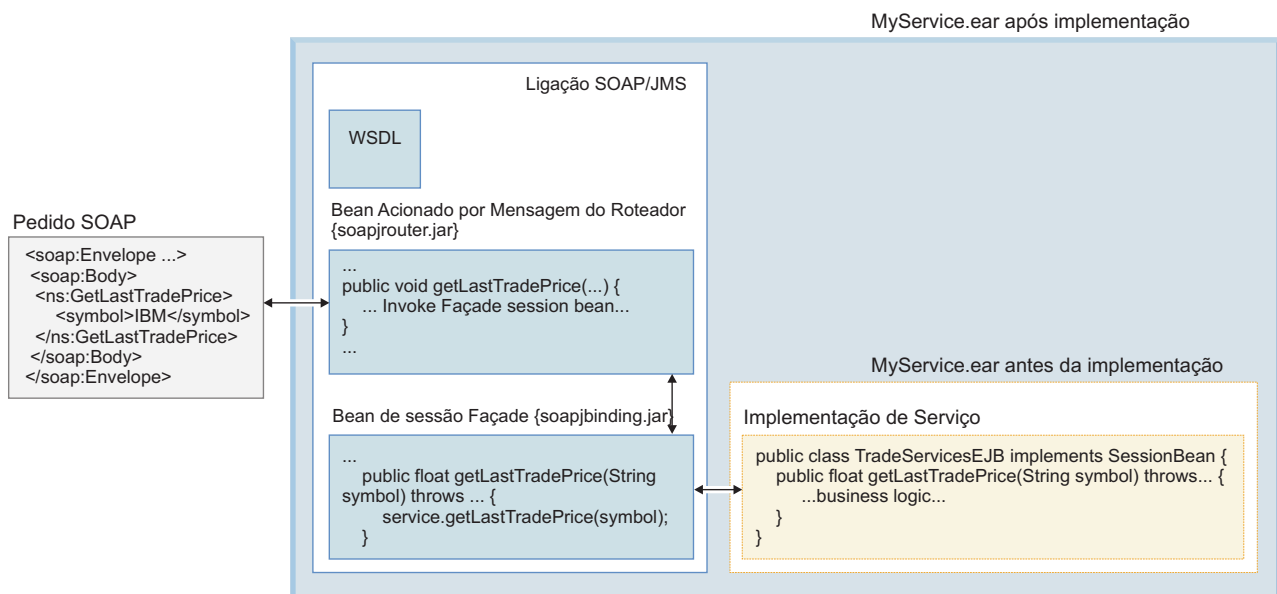 MyService.ear após implementação
Ligação SOAP/JMS
WSDL
Bean Acionado por Mensagem do Roteador
{soapjrouter.jar}
Pedido SOAP
<soap:Envelope ...>
<soap:Body>
<ns:GetLastTradePrice>
<symbol>IBM</symbol>
</ns:GetLastTradePrice>
</soap:Body>
</soap:Envelope>
...
public void getLastTradePrice(...) {
... Invoke Façade session bean...
}
...
MyService.ear antes da implementação
Bean de sessão Façade {soapjbinding.jar}
...
public float getLastTradePrice(String
symbol) throws ... {
service.getLastTradePrice(symbol);
}
Implementação de Serviço
public class TradeServicesEJB implements SessionBean {
public float getLastTradePrice(String symbol) throws... {
...business logic...
}
}